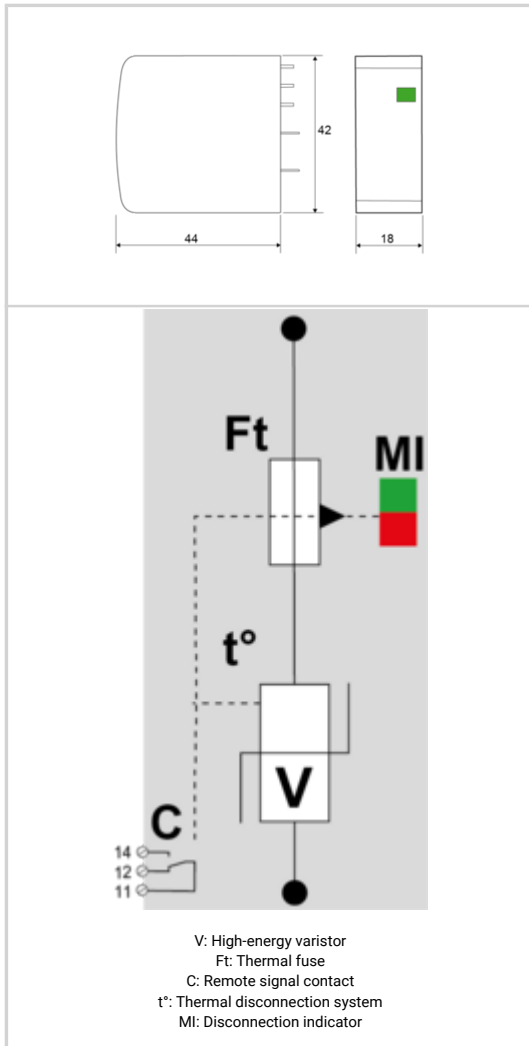 42
44
18
Ft
MI
t°
V
C
14
12
11
V: High-energy varistor
Ft: Thermal fuse
C: Remote signal contact
t°: Thermal disconnection system
MI: Disconnection indicator